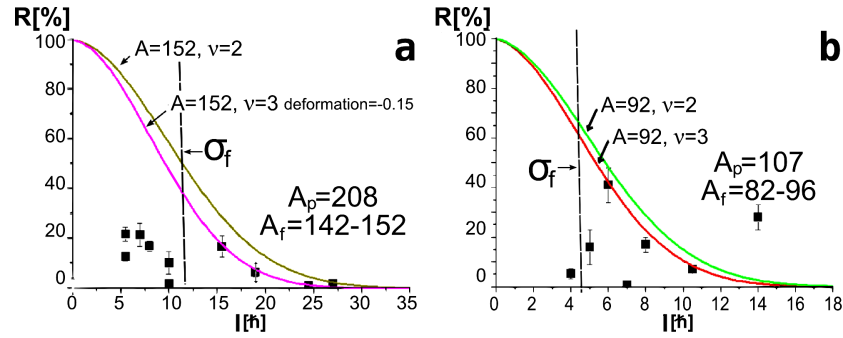 R[%]
a
100
80
60
40
20
0
A=152, ν=2
A=152, ν=3 deformation=-0.15
σf
Ap=208
Af=142-152
0 5 10 15 20 25 30 35
I[ħ]
R[%]
b
100
80
60
40
20
0
A=92, ν=2
A=92, ν=3
σf
Ap=107
Af=82-96
0 2 4 6 8 10 12 14 16 18
I[ħ]